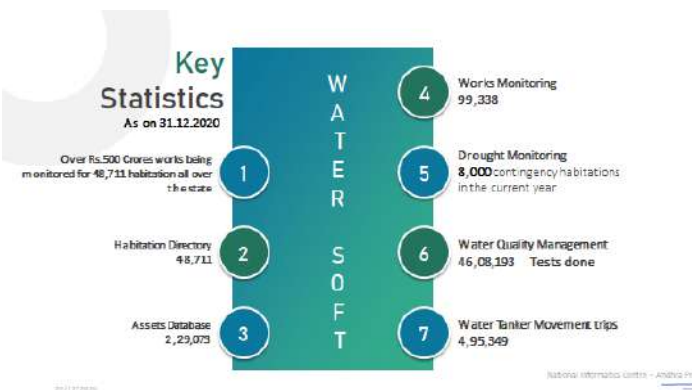 Key
Statistics
As on 31.12.2020
1
Over Rs.500 Crores works being
monitored for 48,711 habitation all over
the state
2
Habitation Directory
48,711
3
Assets Database
2,29,073
WATER SOFT
4
Works Monitoring
99,338
5
Drought Monitoring
8,000 contingency habitations
in the current year
6
Water Quality Management
46,08,193 Tests done
7
Water Tanker Movement trips
4,95,349
National Informatics Centre - Andhra